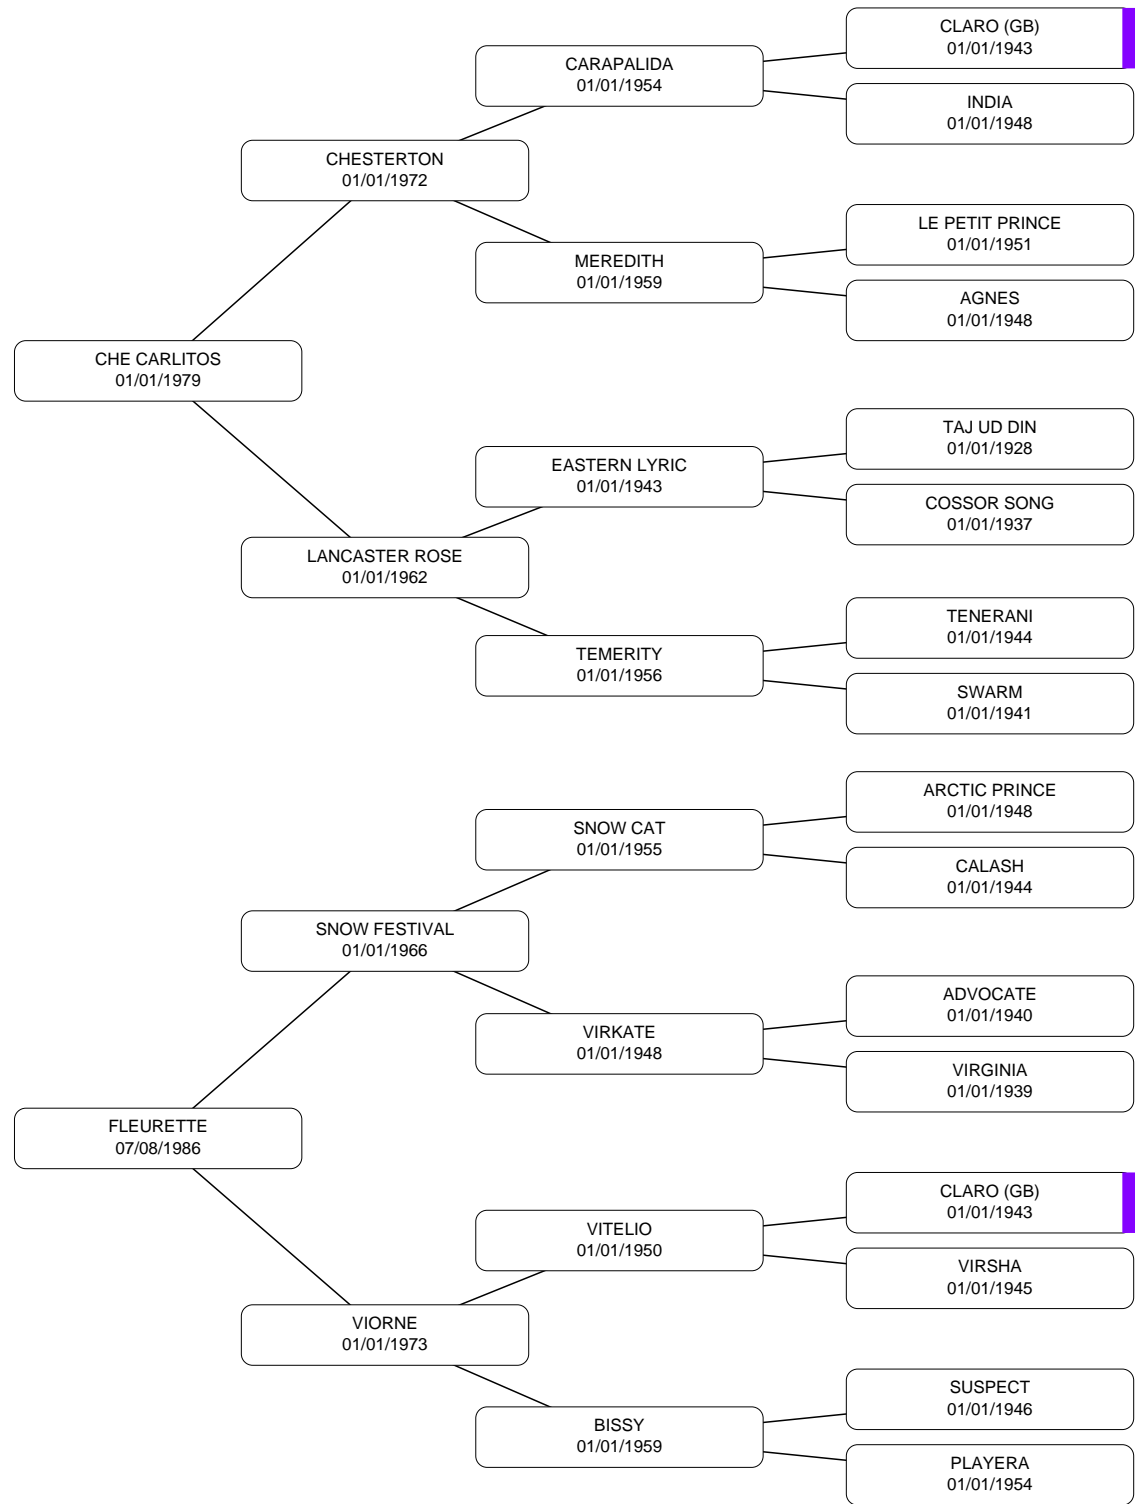 CLARO (GB)
01/01/1943
CARAPALIDA
01/01/1954
INDIA
01/01/1948
CHESTERTON
01/01/1972
LE PETIT PRINCE
01/01/1951
MEREDITH
01/01/1959
AGNES
01/01/1948
CHE CARLITOS
01/01/1979
TAJ UD DIN
01/01/1928
EASTERN LYRIC
01/01/1943
COSSOR SONG
01/01/1937
LANCASTER ROSE
01/01/1962
TENERANI
01/01/1944
TEMERITY
01/01/1956
SWARM
01/01/1941
ARCTIC PRINCE
01/01/1948
SNOW CAT
01/01/1955
CALASH
01/01/1944
SNOW FESTIVAL
01/01/1966
ADVOCATE
01/01/1940
VIRKATE
01/01/1948
VIRGINIA
01/01/1939
FLEURETTE
07/08/1986
CLARO (GB)
01/01/1943
VITELIO
01/01/1950
VIRSHA
01/01/1945
VIORNE
01/01/1973
SUSPECT
01/01/1946
BISSY
01/01/1959
PLAYERA
01/01/1954